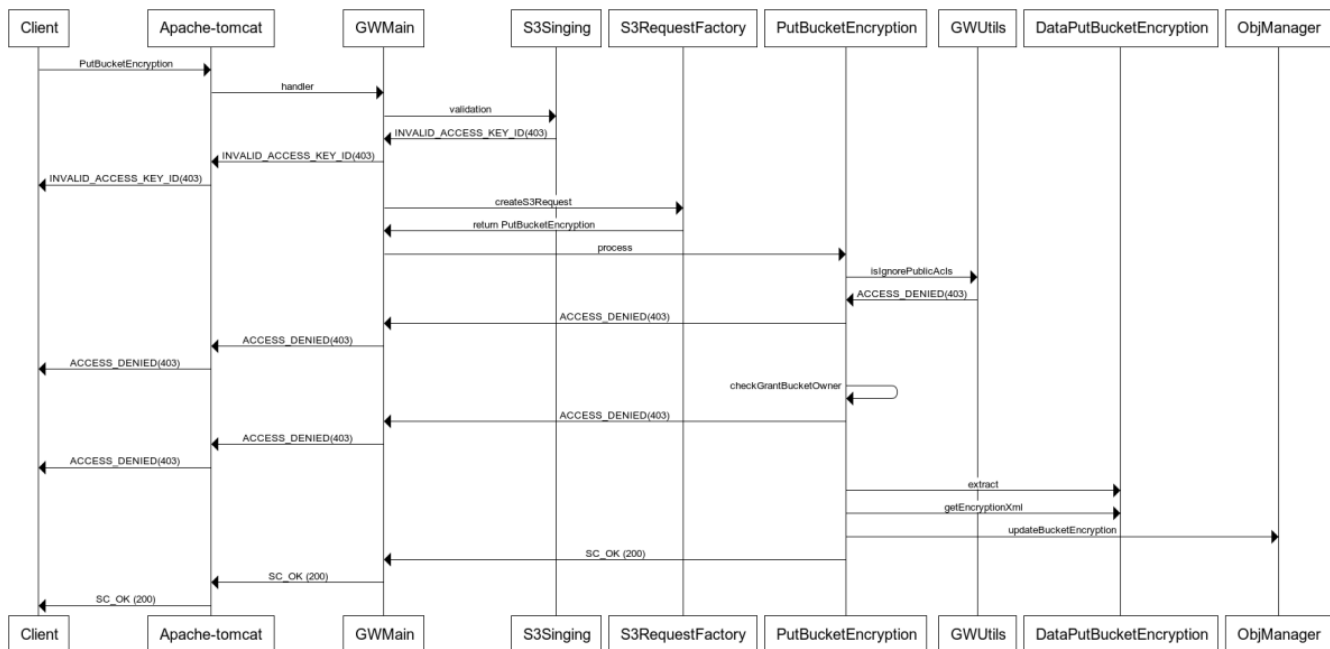 Client Apache-tomcat GWMain S3Singing S3RequestFactory PutBucketEncryption GWUtils DataPutBucketEncryption ObjManager
PutBucketEncryption
handler
validation
INVALID_ACCESS_KEY_ID(403)
INVALID_ACCESS_KEY_ID(403)
INVALID_ACCESS_KEY_ID(403)
createS3Request
return PutBucketEncryption
process
isIgnorePublicAcls
ACCESS_DENIED(403)
ACCESS_DENIED(403)
ACCESS_DENIED(403)
ACCESS_DENIED(403)
checkGrantBucketOwner
ACCESS_DENIED(403)
ACCESS_DENIED(403)
ACCESS_DENIED(403)
extract
getEncryptionXml
updateBucketEncryption
SC_OK (200)
SC_OK (200)
SC_OK (200)
Client Apache-tomcat GWMain S3Singing S3RequestFactory PutBucketEncryption GWUtils DataPutBucketEncryption ObjManager